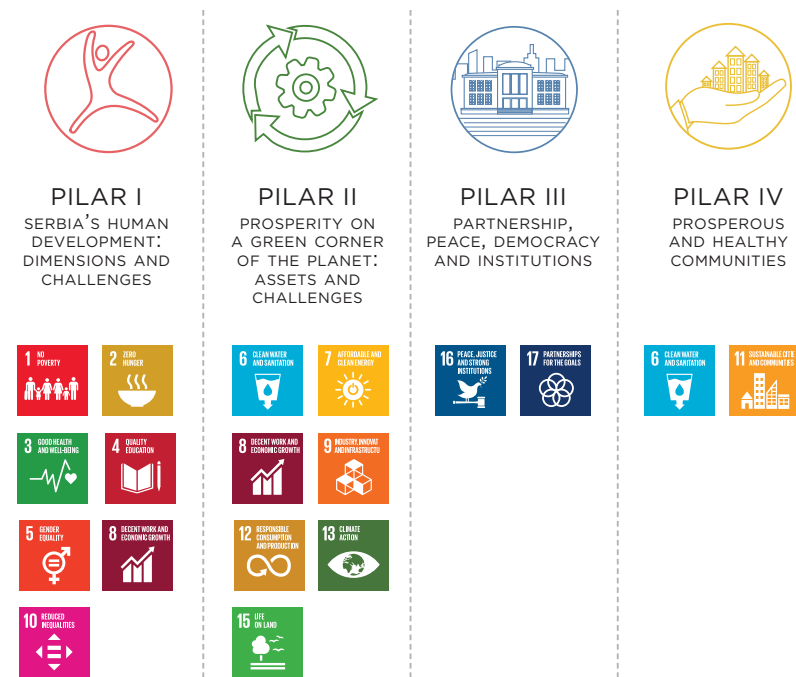 PILAR I
SERBIA'S HUMAN
DEVELOPMENT:
DIMENSIONS AND
CHALLENGES
1 NO
POVERTY
2 ZERO
HUNGER
3 GOOD HEALTH
AND WELL-BEING
4 QUALITY
EDUCATION
5 GENDER
EQUALITY
8 DECENT WORK AND
ECONOMIC GROWTH
10 REDUCED
INEQUALITIES
PILAR II
PROSPERITY ON
A GREEN CORNER
OF THE PLANET:
ASSETS AND
CHALLENGES
6 CLEAN WATER
AND SANITATION
7 AFFORDABLE AND
CLEAN ENERGY
8 DECENT WORK AND
ECONOMIC GROWTH
9 INDUSTRY, INNOVAT
AND INFRASTRUCTU
12 RESPONSIBLE
CONSUMPTION
AND PRODUCTION
13 CLIMATE
ACTION
15 LIFE
ON LAND
PILAR III
PARTNERSHIP,
PEACE, DEMOCRACY
AND INSTITUTIONS
16 PEACE, JUSTICE
AND STRONG
INSTITUTIONS
17 PARTNERSHIPS
FOR THE GOALS
PILAR IV
PROSPEROUS
AND HEALTHY
COMMUNITIES
6 CLEAN WATER
AND SANITATION
11 SUSTAINABLE CITIE
AND COMMUNITIES